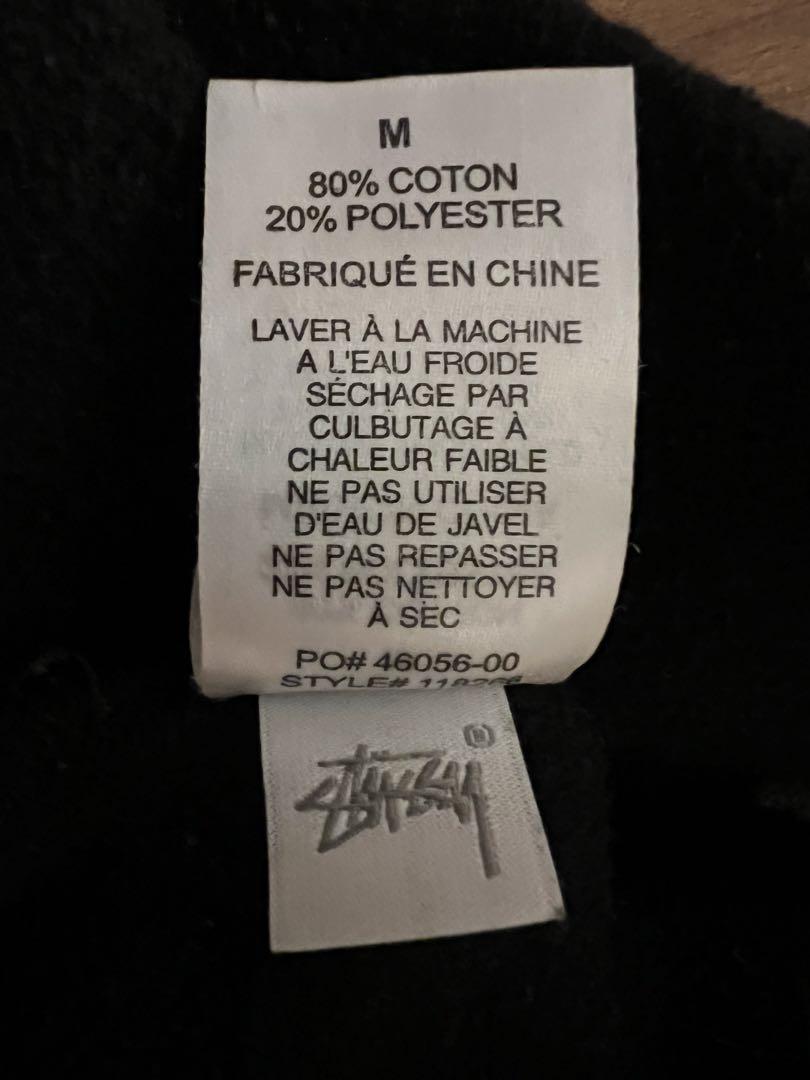 M
80% COTON
20% POLYESTER
FABRIQUÉ EN CHINE
LAVER À LA MACHINE
A L'EAU FROIDE
SÉCHAGE PAR
CULBUTAGE À
CHALEUR FAIBLE
NE PAS UTILISER
D'EAU DE JAVEL
NE PAS REPASSER
NE PAS NETTOYER
À SEC
PO# 46056-00
STYLE#
Stüssy